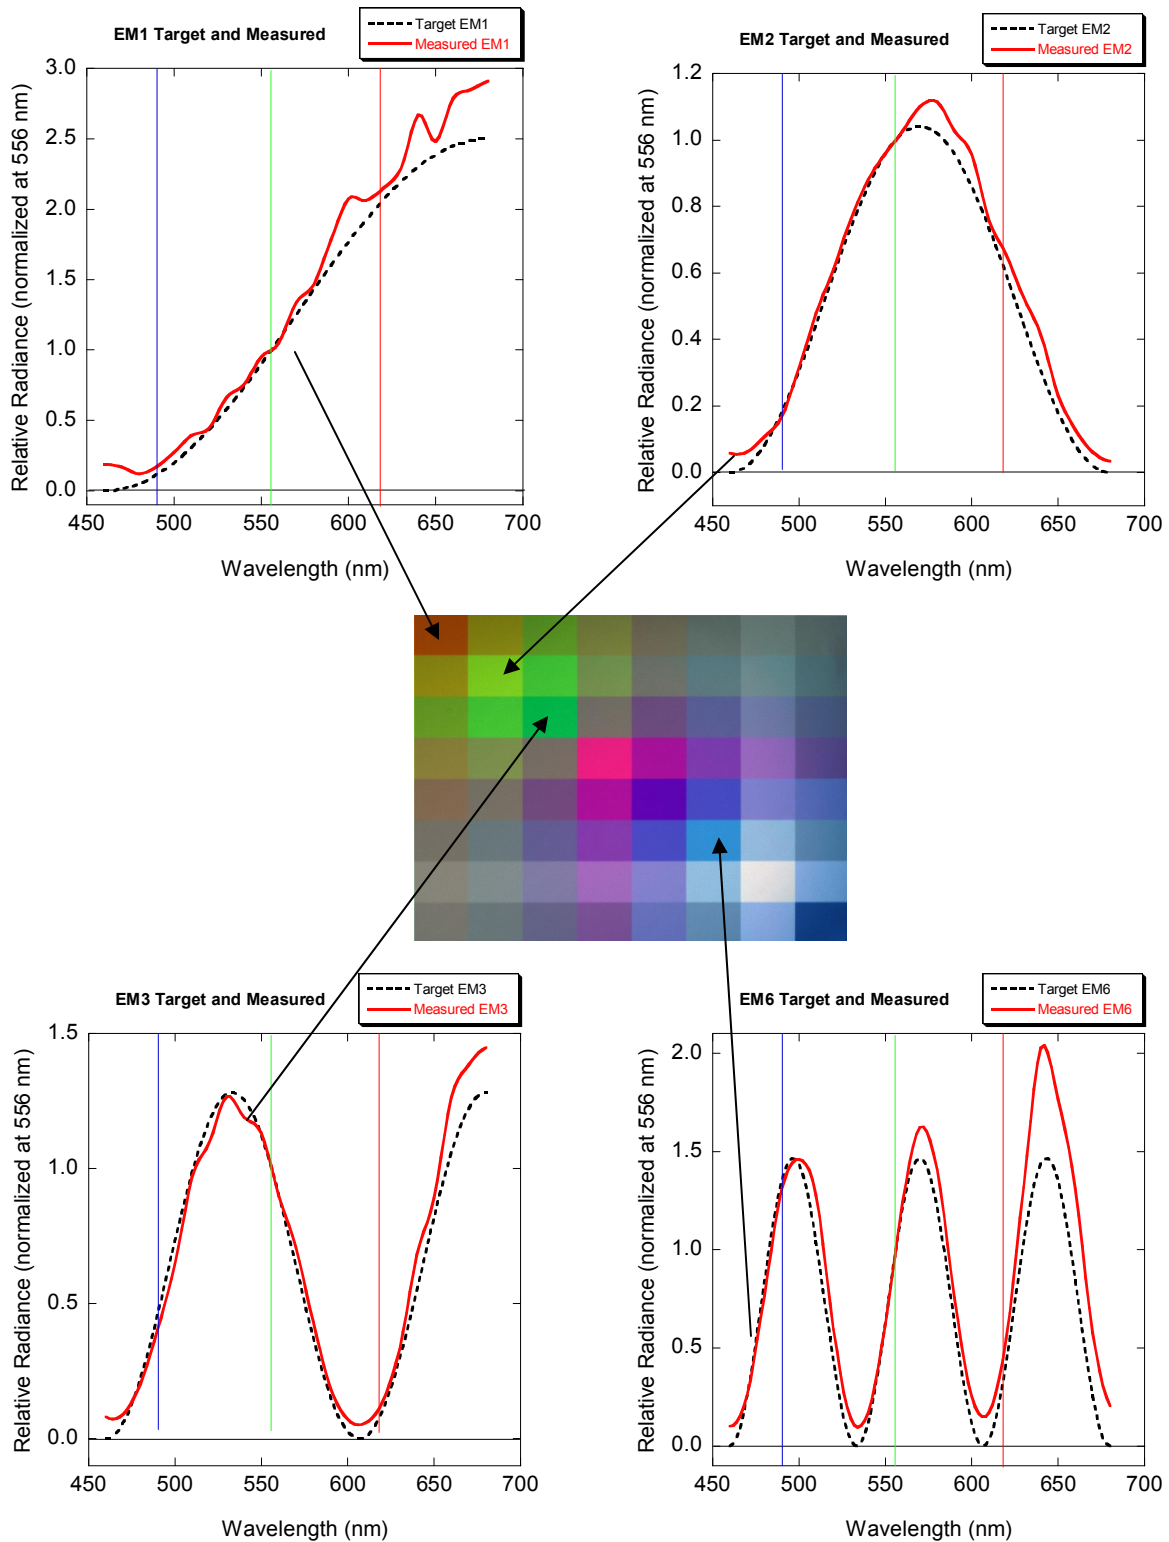 EM1 Target and Measured
Target EM1
Measured EM1
Relative Radiance (normalized at 556 nm)
3.0
2.5
2.0
1.5
1.0
0.5
0.0
450 500 550 600 650 700
Wavelength (nm)
EM2 Target and Measured
Target EM2
Measured EM2
Relative Radiance (normalized at 556 nm)
1.2
1.0
0.8
0.6
0.4
0.2
0.0
450 500 550 600 650 700
Wavelength (nm)
EM3 Target and Measured
Target EM3
Measured EM3
Relative Radiance (normalized at 556 nm)
1.5
1.0
0.5
0.0
450 500 550 600 650 700
Wavelength (nm)
EM6 Target and Measured
Target EM6
Measured EM6
Relative Radiance (normalized at 556 nm)
2.0
1.5
1.0
0.5
0.0
450 500 550 600 650 700
Wavelength (nm)